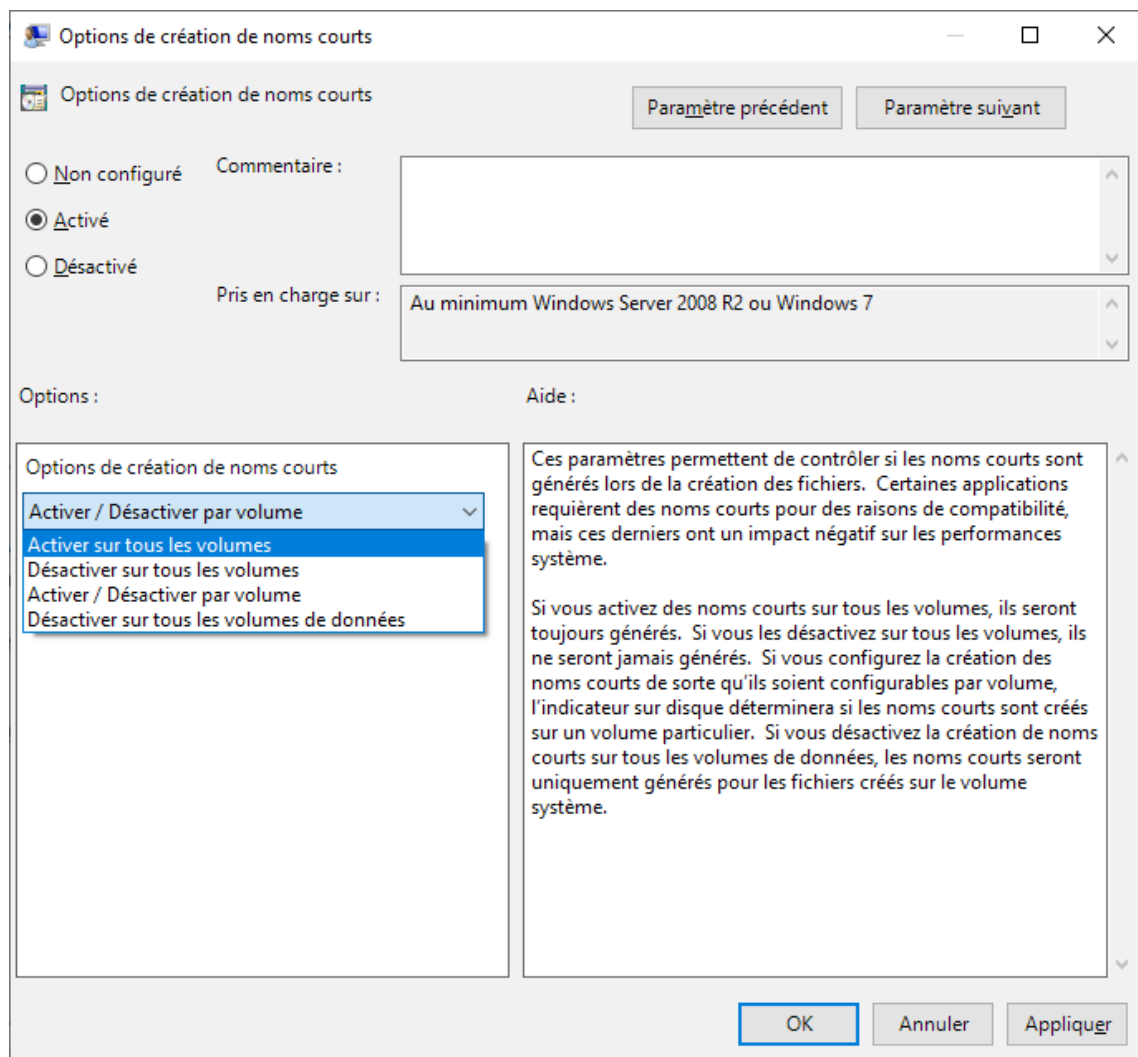 Options de création de noms courts
Options de création de noms courts
Paramètre précédent
Paramètre suivant
Non configuré
Activé
Désactivé
Commentaire :
Pris en charge sur :
Au minimum Windows Server 2008 R2 ou Windows 7
Options :
Aide :
Options de création de noms courts
Activer / Désactiver par volume
Activer sur tous les volumes
Désactiver sur tous les volumes
Activer / Désactiver par volume
Désactiver sur tous les volumes de données
Ces paramètres permettent de contrôler si les noms courts sont
générés lors de la création des fichiers.  Certaines applications
requièrent des noms courts pour des raisons de compatibilité,
mais ces derniers ont un impact négatif sur les performances
système.
Si vous activez des noms courts sur tous les volumes, ils seront
toujours générés.  Si vous les désactivez sur tous les volumes, ils
ne seront jamais générés.  Si vous configurez la création des
noms courts de sorte qu’ils soient configurables par volume,
l’indicateur sur disque déterminera si les noms courts sont créés
sur un volume particulier.  Si vous désactivez la création de noms
courts sur tous les volumes de données, les noms courts seront
uniquement générés pour les fichiers créés sur le volume
système.
OK
Annuler
Appliquer